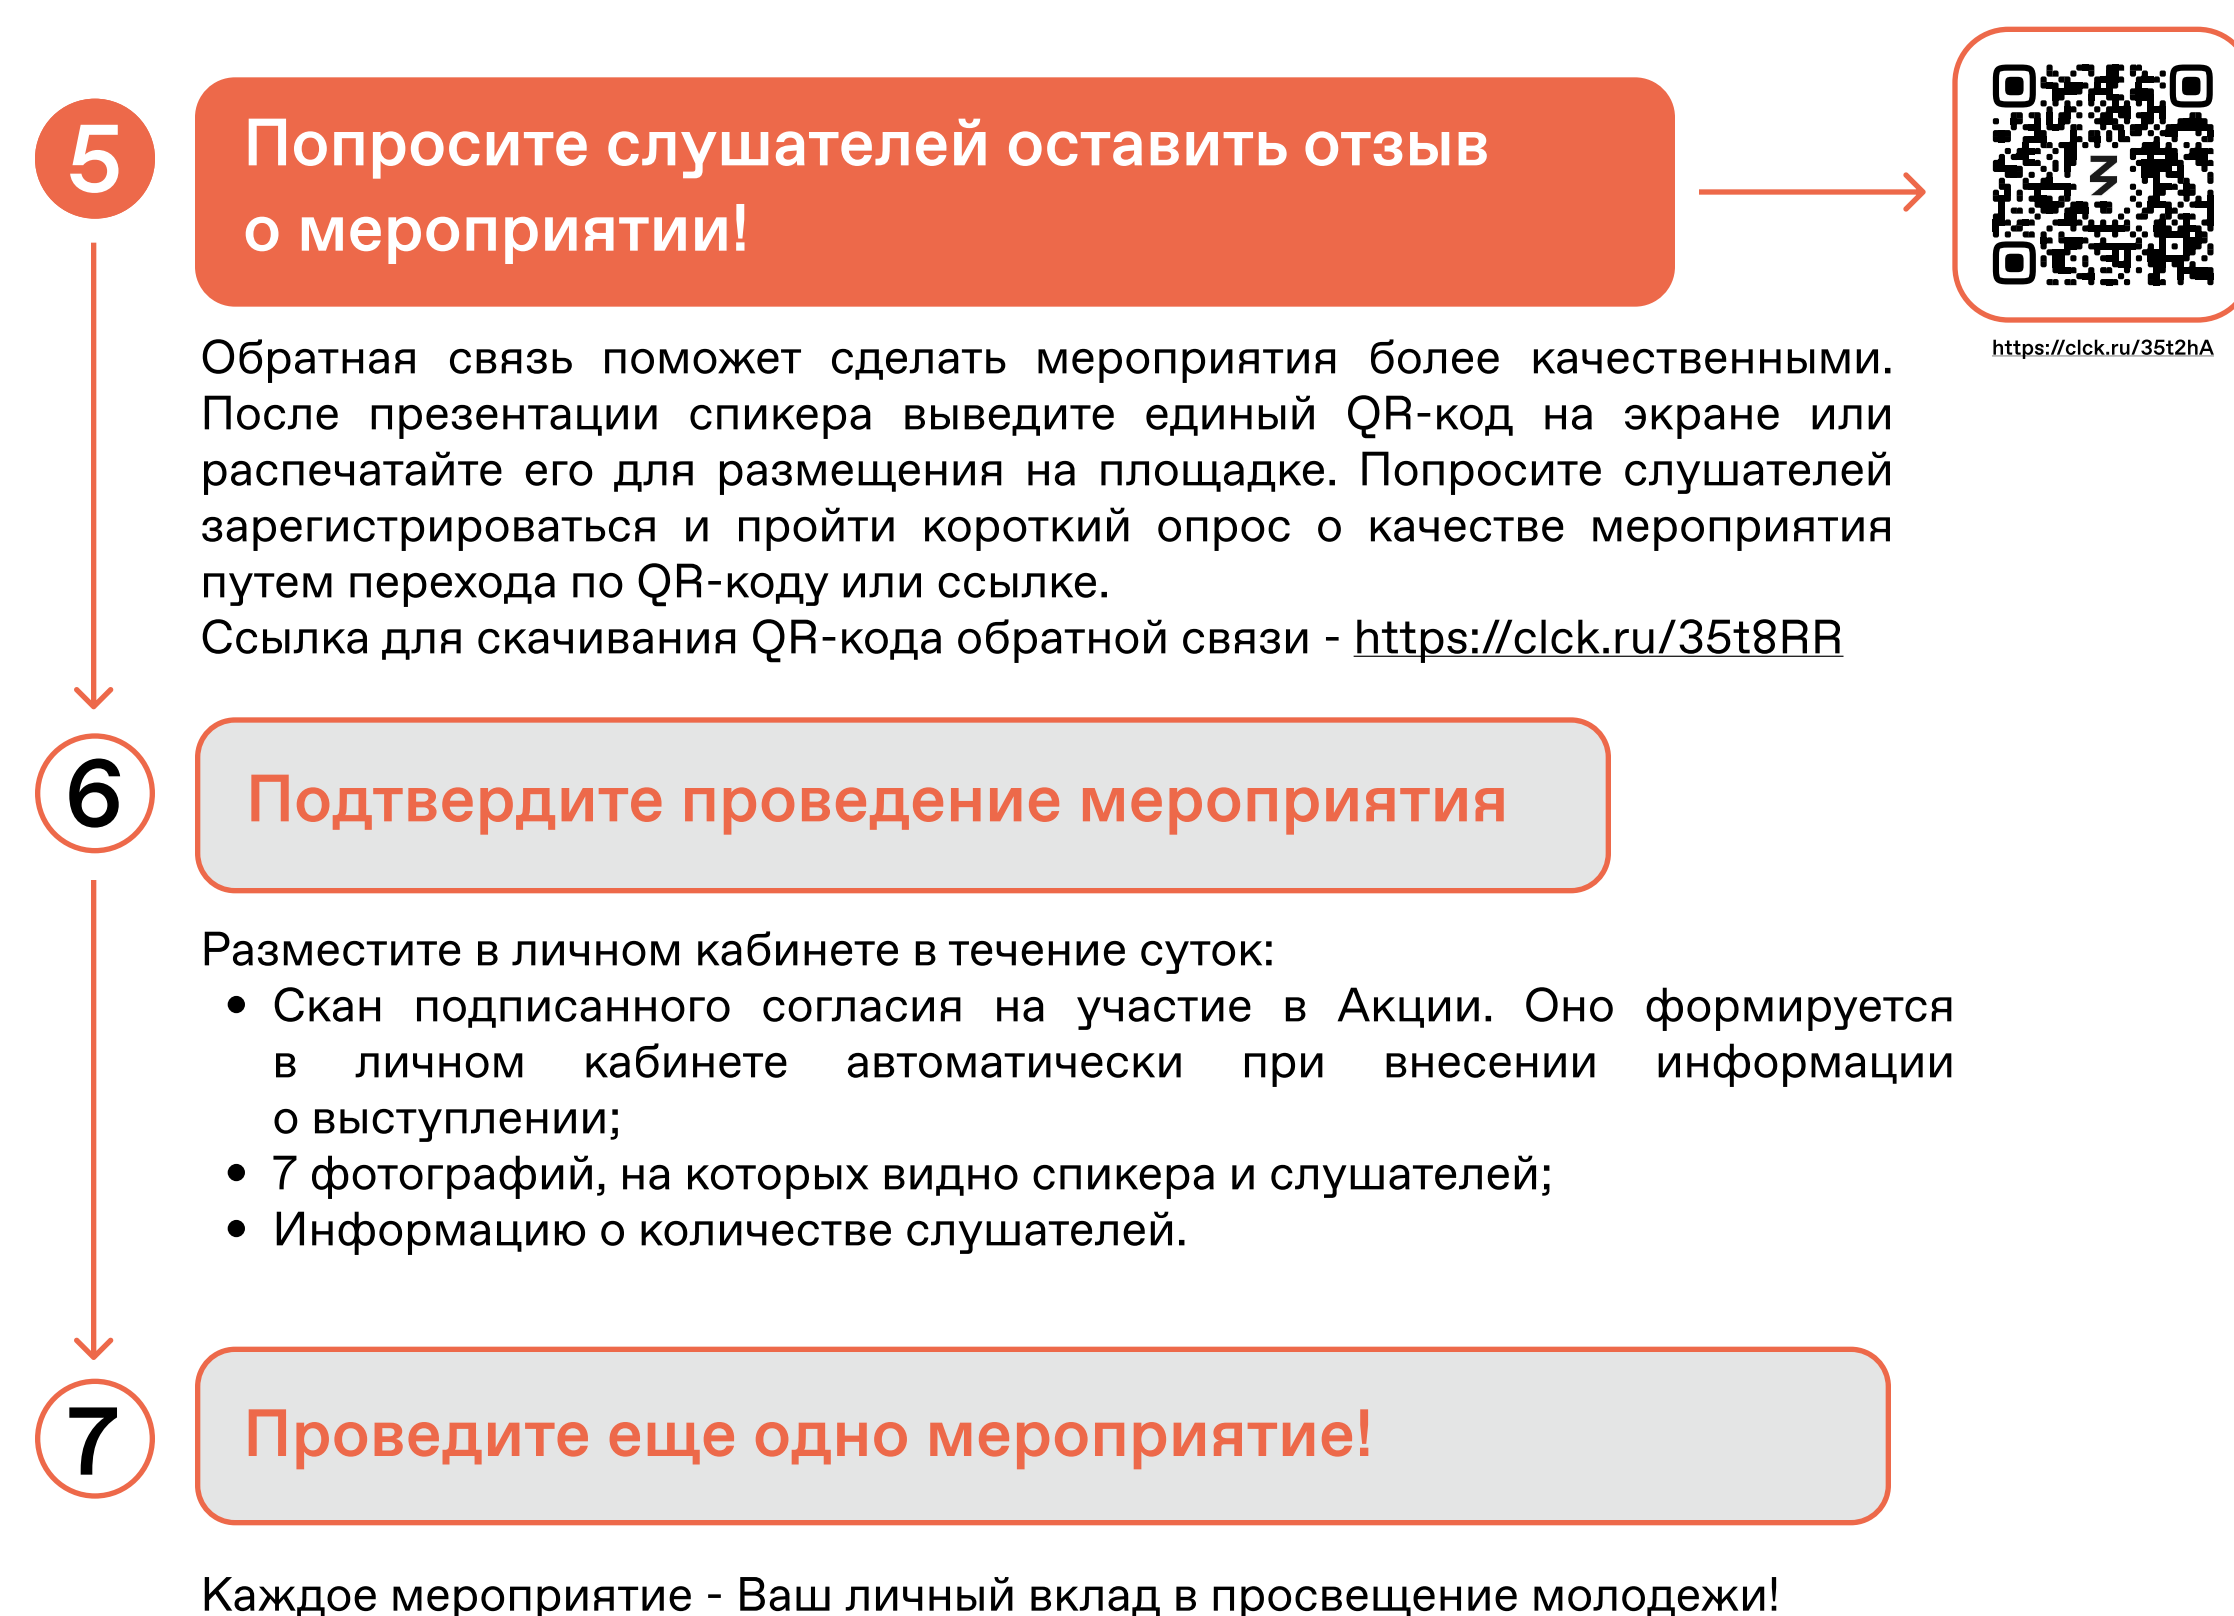 5
Попросите слушателей оставить отзыв
о мероприятии!
https://clck.ru/35t2hA
Обратная связь поможет сделать мероприятия более качественными.
После презентации спикера выведите единый QR-код на экране или
распечатайте его для размещения на площадке. Попросите слушателей
зарегистрироваться и пройти короткий опрос о качестве мероприятия
путем перехода по QR-коду или ссылке.
Ссылка для скачивания QR-кода обратной связи - https://clck.ru/35t8RR
6
Подтвердите проведение мероприятия
Разместите в личном кабинете в течение суток:
• Скан подписанного согласия на участие в Акции. Оно формируется
в личном кабинете автоматически при внесении информации
о выступлении;
• 7 фотографий, на которых видно спикера и слушателей;
• Информацию о количестве слушателей.
7
Проведите еще одно мероприятие!
Каждое мероприятие - Ваш личный вклад в просвещение молодежи!